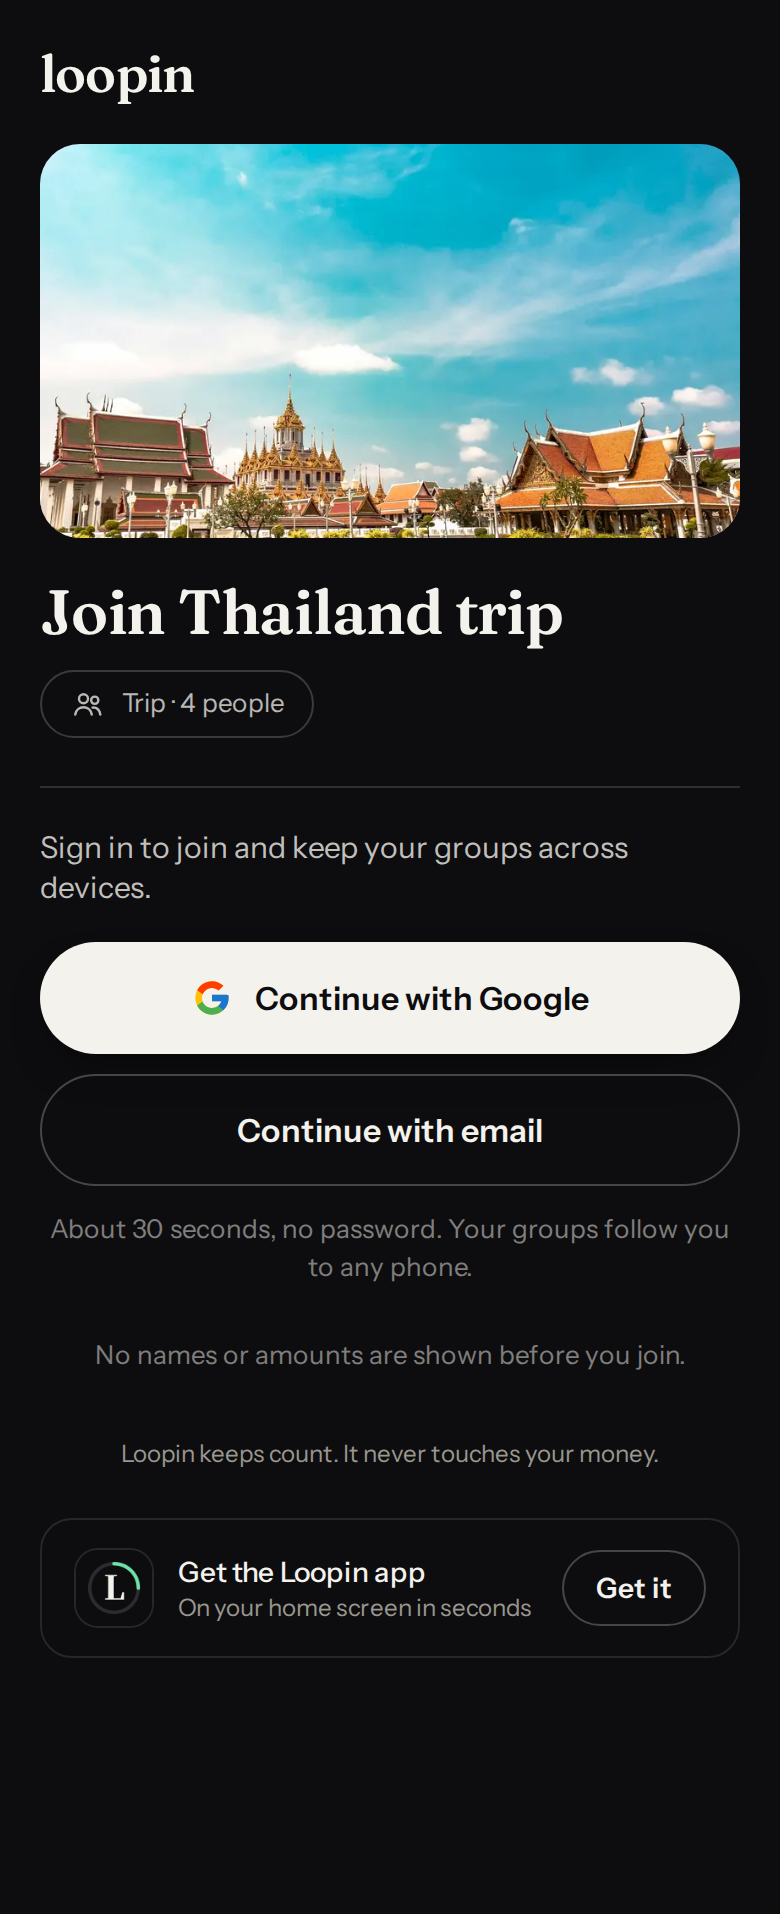 loopin
Join Thailand trip
Trip · 4 people
Sign in to join and keep your groups across
devices.
Continue with Google
Continue with email
About 30 seconds, no password. Your groups follow you
to any phone.
No names or amounts are shown before you join.
Loopin keeps count. It never touches your money.
L
Get the Loopin app
On your home screen in seconds
Get it